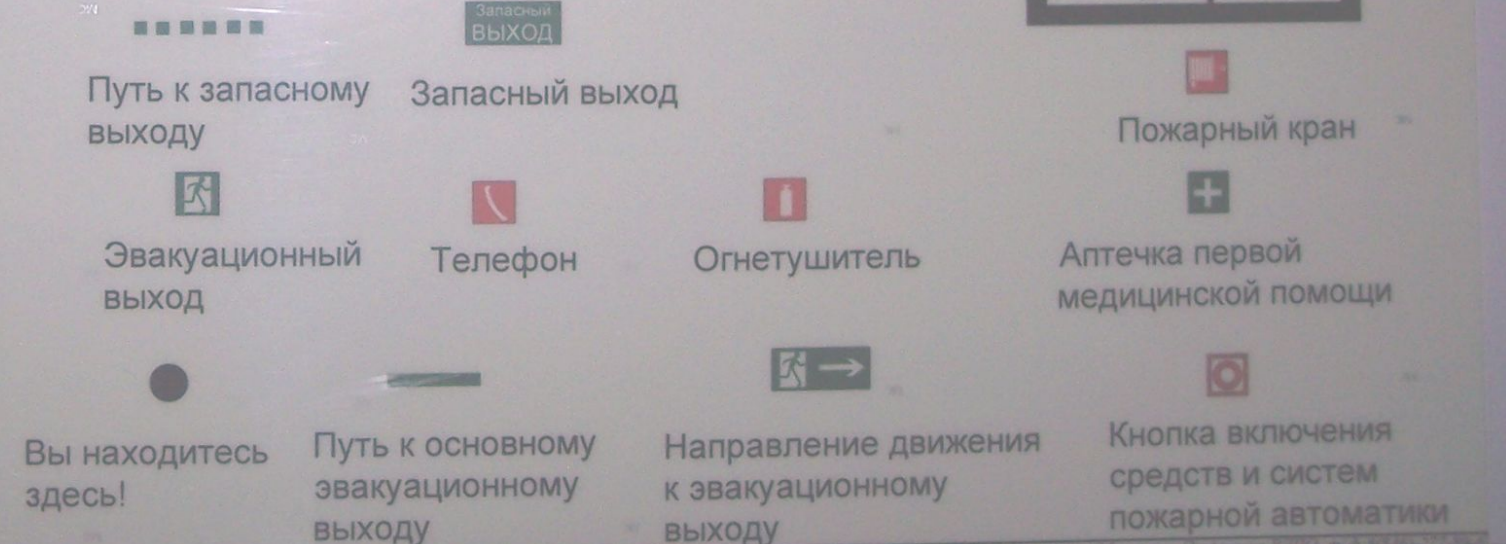 Запасный
ВЫХОД
Путь к запасному
выходу
Запасный выход
Пожарный кран
Эвакуационный
выход
Телефон
Огнетушитель
Аптечка первой
медицинской помощи
Вы находитесь
здесь!
Путь к основному
эвакуационному
выходу
Направление движения
к эвакуационному
выходу
Кнопка включения
средств и систем
пожарной автоматики